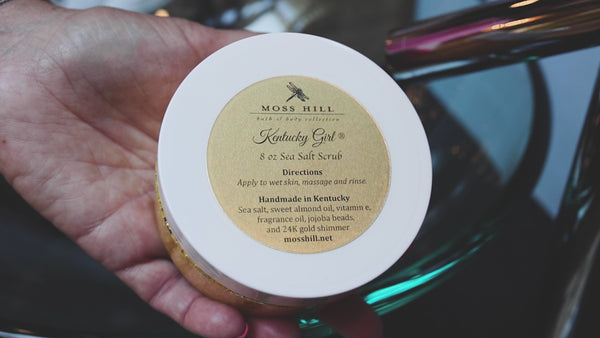 MOSS HILL
bath & body collection
Kentucky Girl ®
8 oz Sea Salt Scrub
Directions
Apply to wet skin, massage and rinse.
Handmade in Kentucky
Sea salt, sweet almond oil, vitamin e,
fragrance oil, jojoba beads,
and 24K gold shimmer
mosshill.net